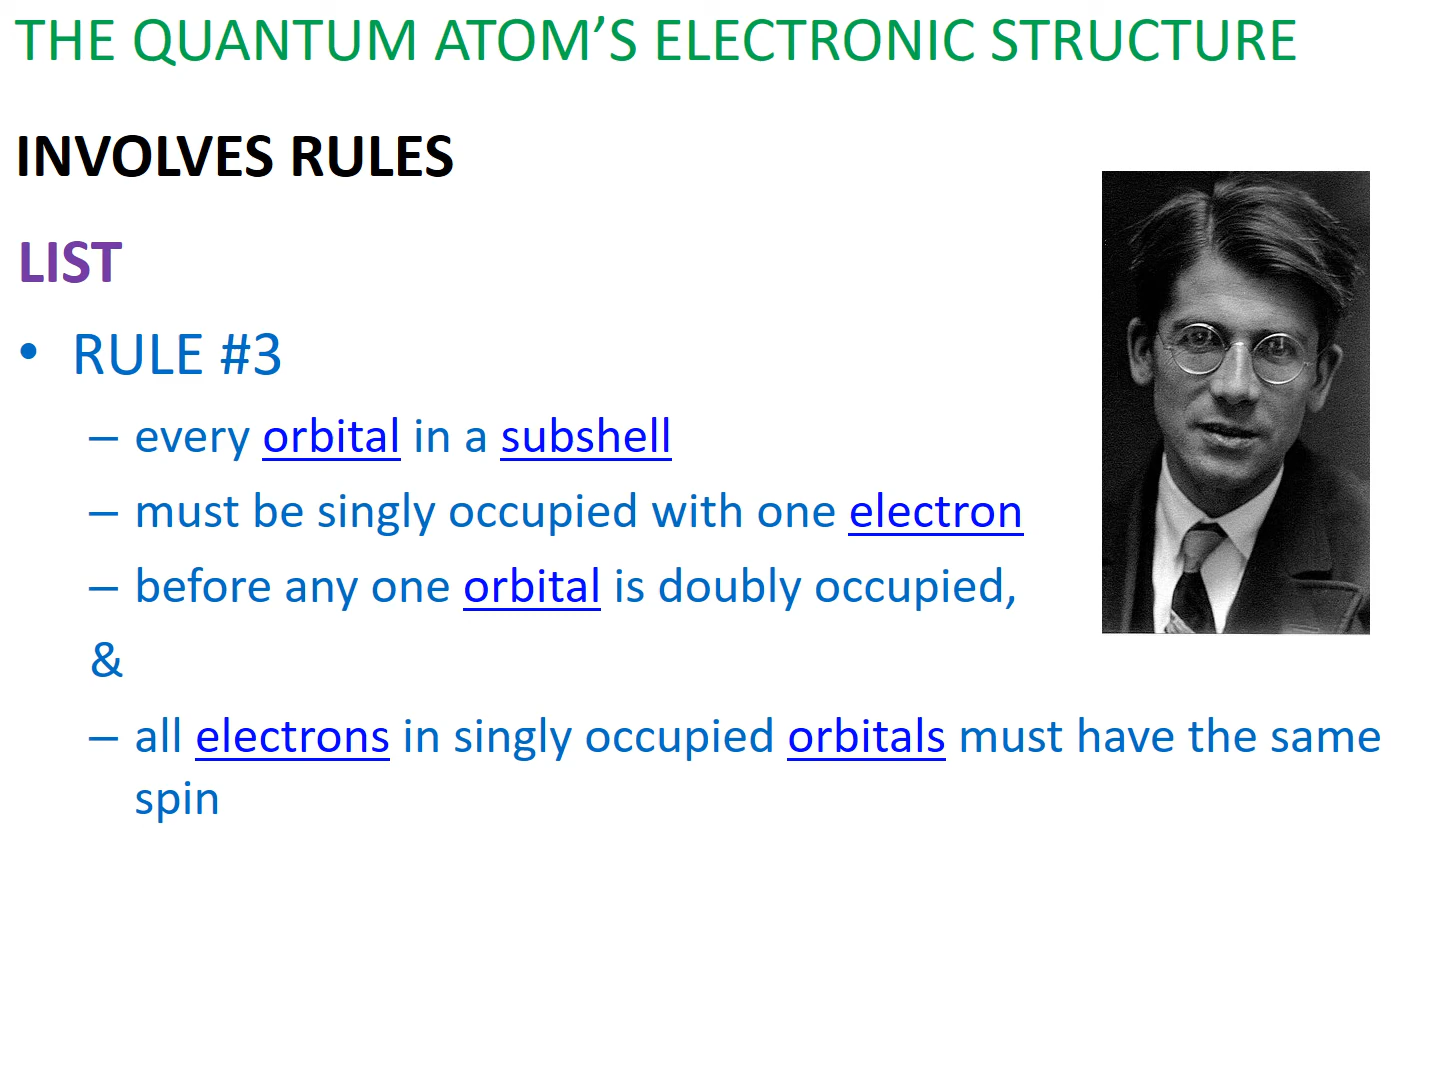 THE QUANTUM ATOM’S ELECTRONIC STRUCTURE
INVOLVES RULES
LIST
• RULE #3
– every orbital in a subshell
– must be singly occupied with one electron
– before any one orbital is doubly occupied,
&
– all electrons in singly occupied orbitals must have the same
spin